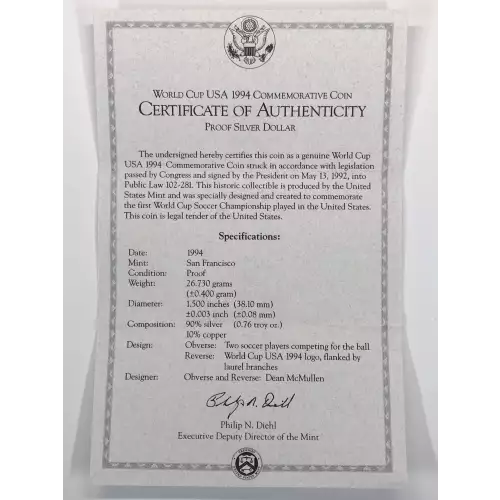 WORLD CUP USA 1994 COMMEMORATIVE COIN
CERTIFICATE OF AUTHENTICITY
PROOF SILVER DOLLAR
The undersigned hereby certifies this coin as a genuine World Cup
USA 1994 Commemorative Coin struck in accordance with legislation
passed by Congress and signed by the President on May 13, 1992, into
Public Law 102-281. This historic collectible is produced by the United
States Mint and was specially designed and created to commemorate
the first World Cup Soccer Championship played in the United States.
This coin is legal tender of the United States.
Specifications:
Date: 1994
Mint: San Francisco
Condition: Proof
Weight: 26.730 grams
(±0.400 gram)
Diameter: 1.500 inches (38.10 mm)
±0.003 inch (±0.08 mm)
Composition: 90% silver (0.76 troy oz.)
10% copper
Design: Obverse: Two soccer players competing for the ball
Reverse: World Cup USA 1994 logo, flanked by
laurel branches
Designer: Obverse and Reverse: Dean McMullen
Philip N. Diehl
Philip N. Diehl
Executive Deputy Director of the Mint